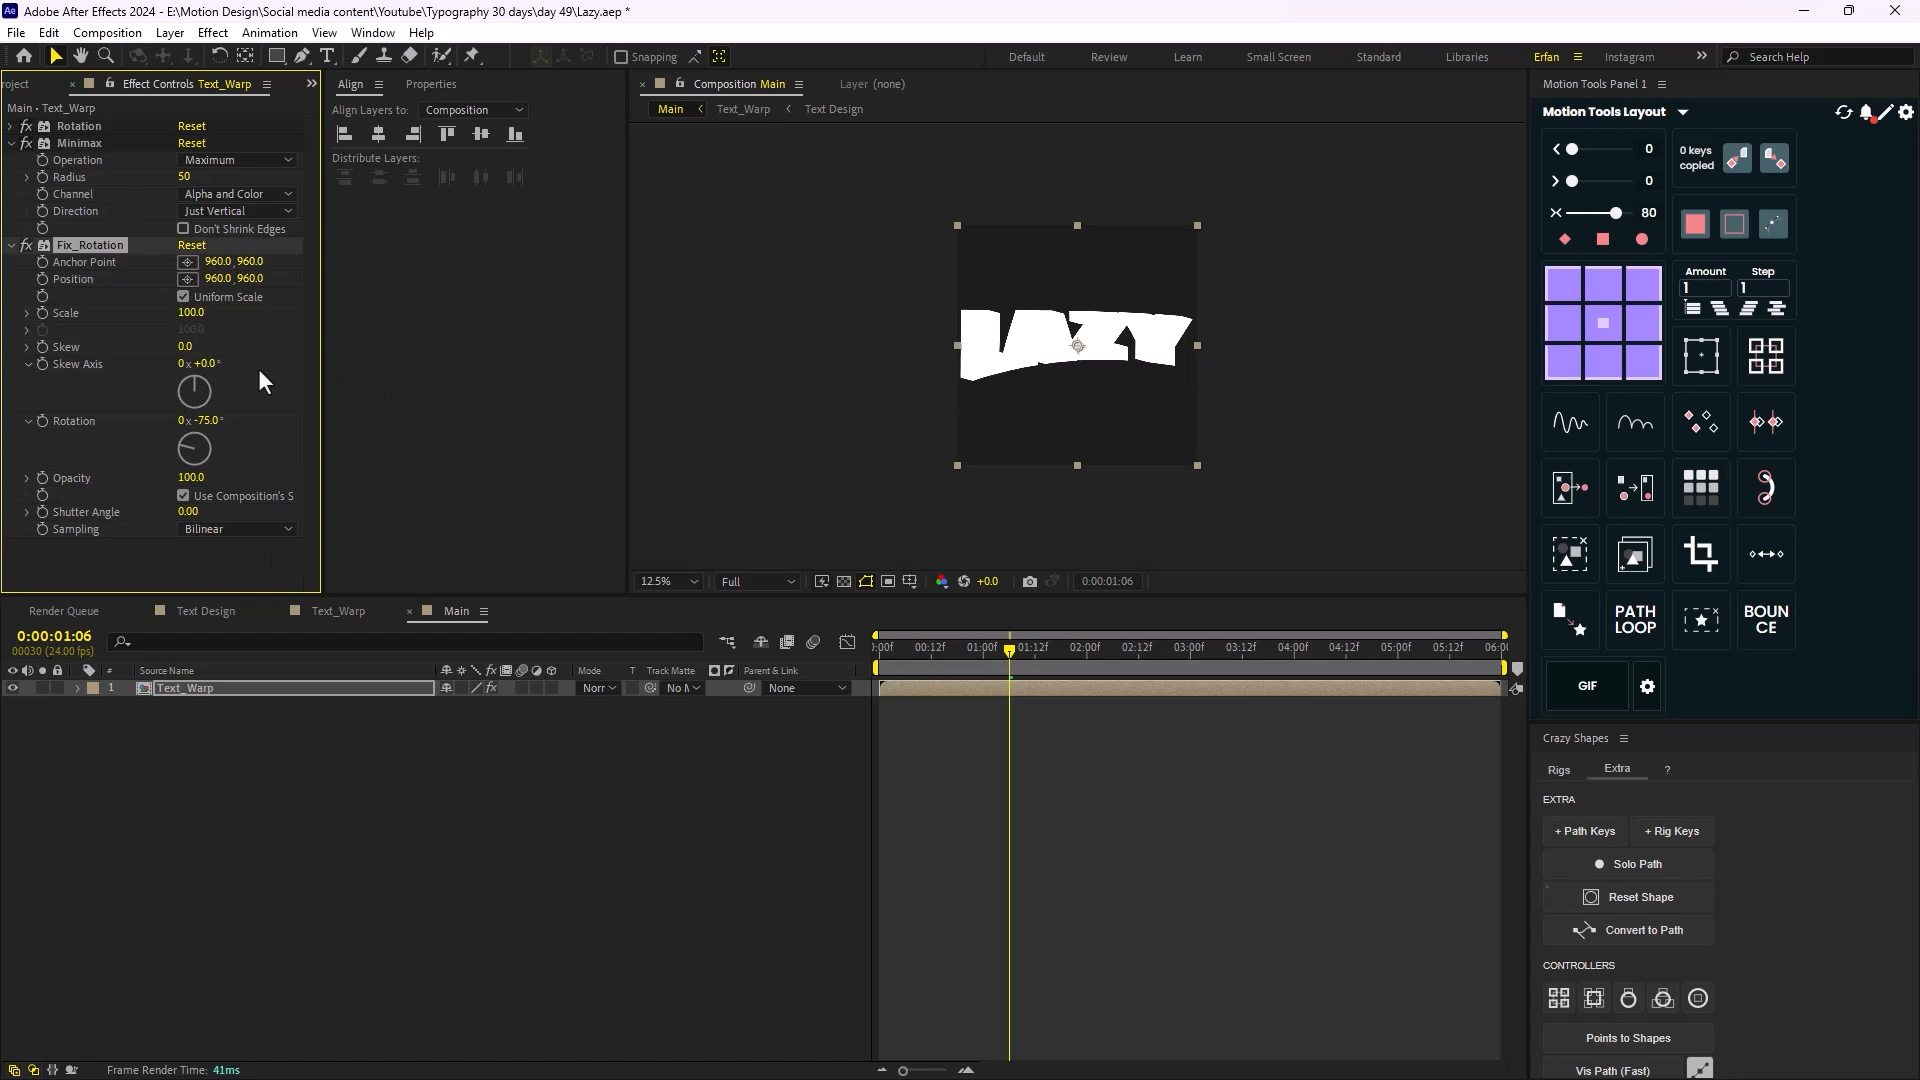 Ae Adobe After Effects 2024 - E:\Motion Design\Social media content\Youtube\Typography 30 days\day 49\Lazy.aep *
File Edit Composition Layer Effect Animation View Window Help
Snapping Default Review Learn Small Screen Standard Libraries Erfan Instagram Search Help
roject Effect Controls Text_Warp Align Properties Composition Main Layer (none) Motion Tools Panel 1
Main • Text_Warp Align Layers to: Composition Main Text_Warp Text Design Motion Tools Layout
fx Rotation Reset
fx Minimax Reset
Operation Maximum
Radius 50
Channel Alpha and Color
Direction Just Vertical
Don't Shrink Edges
fx Fix_Rotation Reset
Anchor Point 960.0, 960.0
Position 960.0, 960.0
Uniform Scale
Scale 100.0
100.0
Skew 0.0
Skew Axis 0 x +0.0 °
Rotation 0 x -75.0 °
Opacity 100.0
Use Composition's S
Shutter Angle 0.00
Sampling Bilinear
Distribute Layers:
LAZY
12.5% Full +0.0 0:00:01:06
0
0 keys
copied
0
80
Amount Step
1 1
PATH
LOOP
BOUN
CE
GIF
Render Queue Text Design Text_Warp Main
0:00:01:06
00030 (24.00 fps)
:00f 00:12f 01:00f 01:12f 02:00f 02:12f 03:00f 03:12f 04:00f 04:12f 05:00f 05:12f 06:00
# Source Name fx Mode T Track Matte Parent & Link
1 Text_Warp fx Norr No M None
Crazy Shapes
Rigs Extra ?
EXTRA
+ Path Keys + Rig Keys
Solo Path
Reset Shape
Convert to Path
CONTROLLERS
Points to Shapes
Vis Path (Fast)
Frame Render Time: 41ms